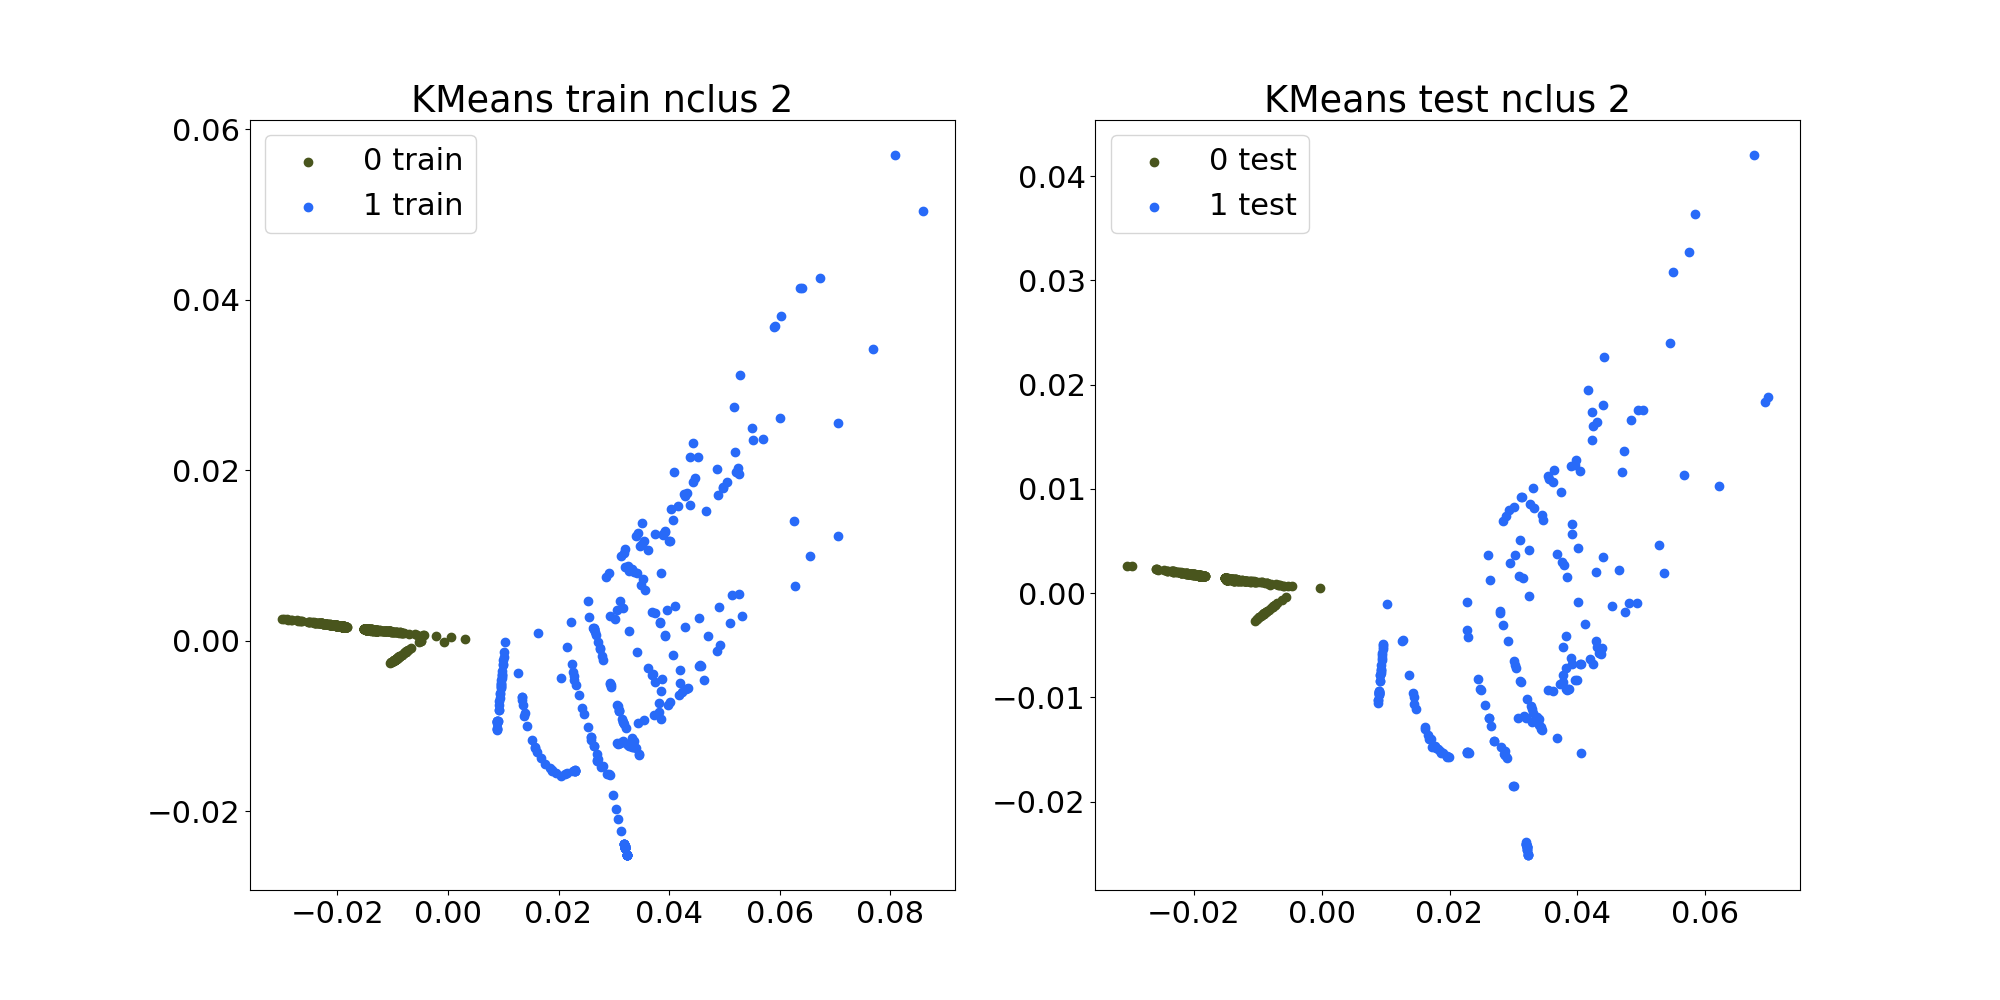 KMeans train nclus 2
0 train
1 train
0.06
0.04
0.02
0.00
−0.02
−0.02 0.00 0.02 0.04 0.06 0.08
KMeans test nclus 2
0 test
1 test
0.04
0.03
0.02
0.01
0.00
−0.01
−0.02
−0.02 0.00 0.02 0.04 0.06